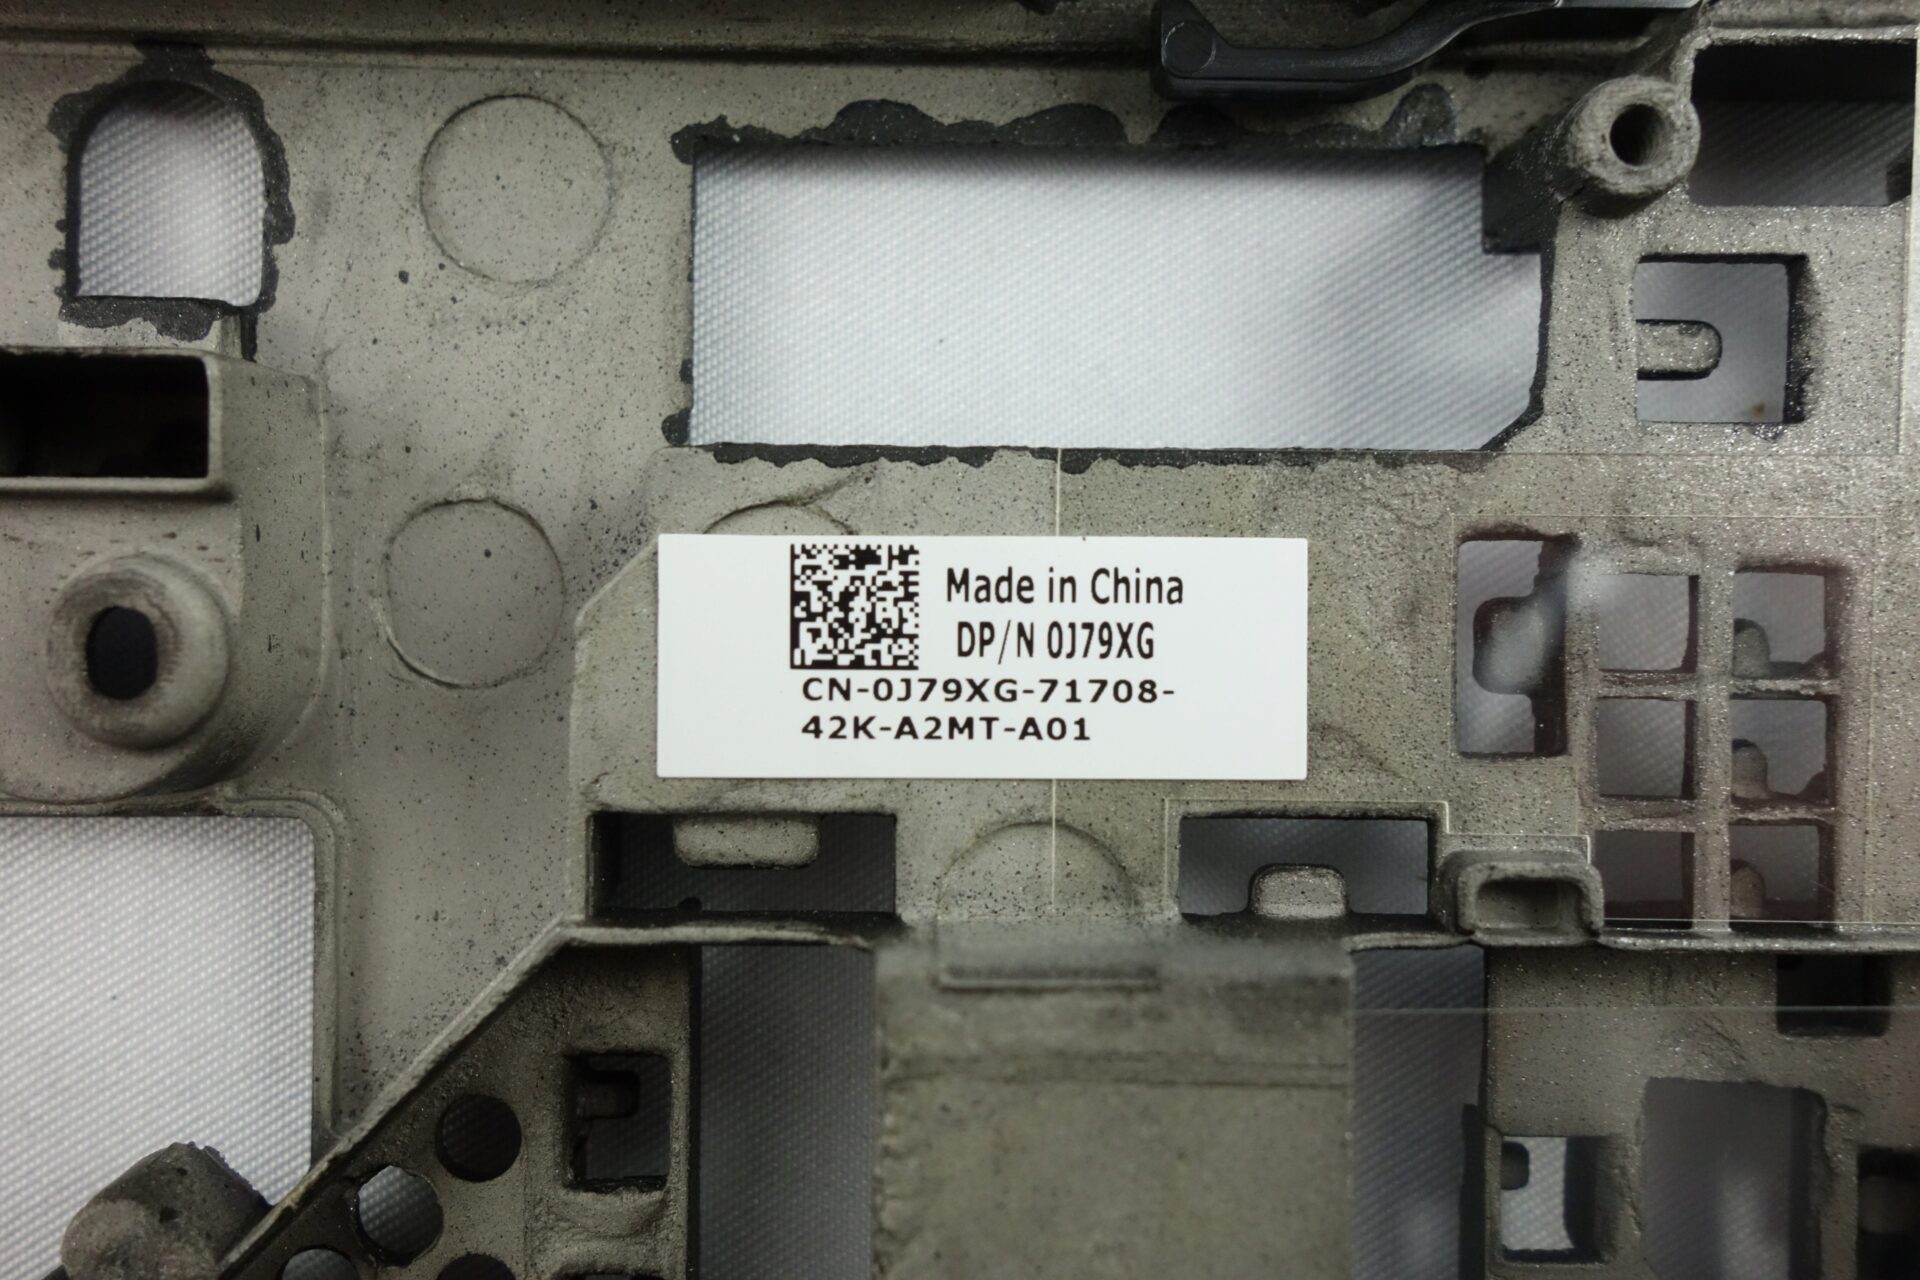 Made in China
DP/N 0J79XG
CN-0J79XG-71708-
42K-A2MT-A01